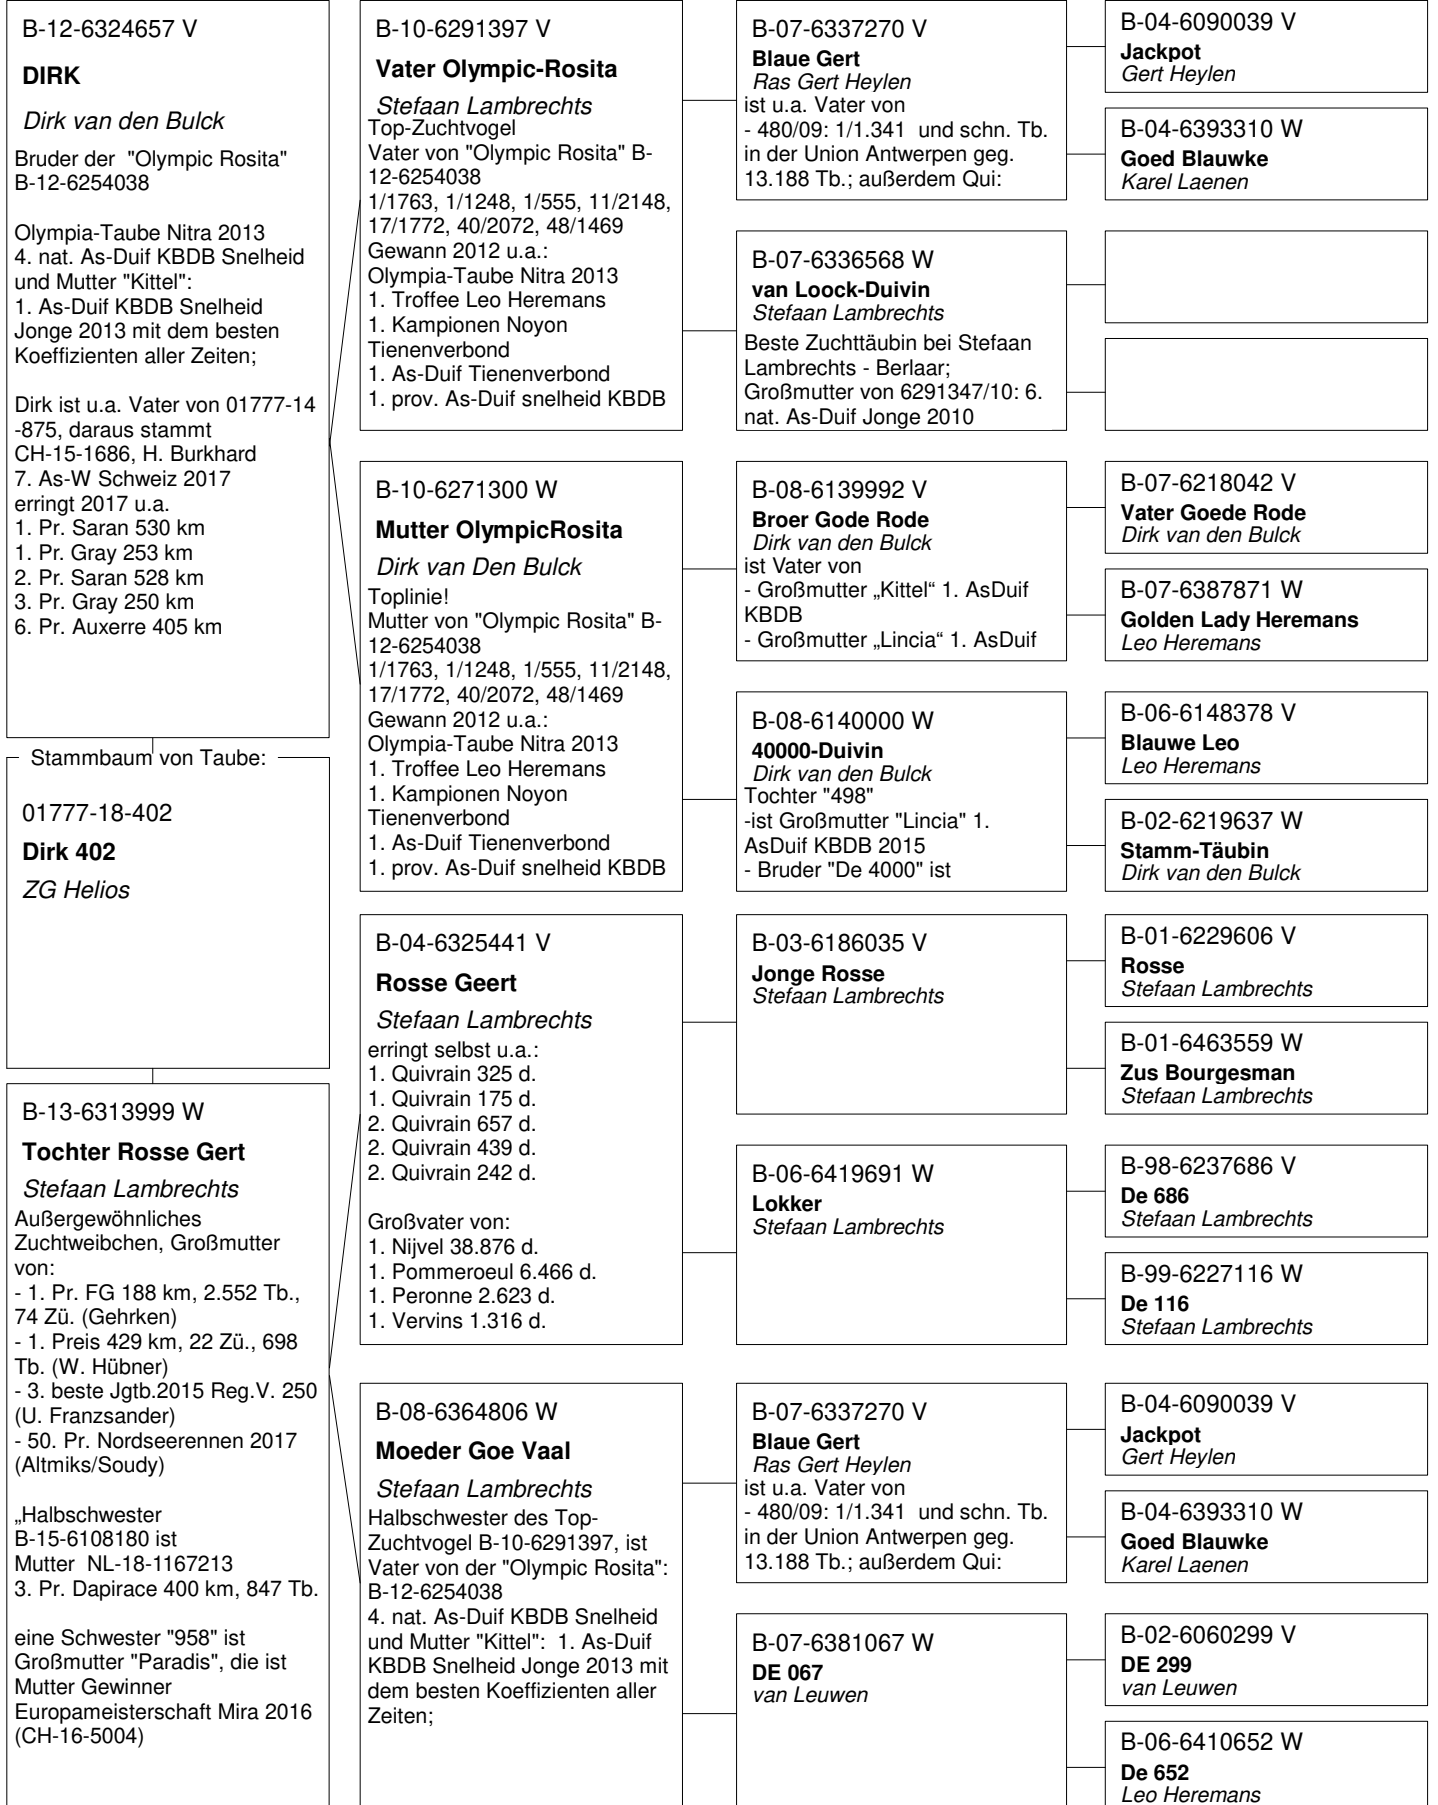 B-12-6324657 V
DIRK
Dirk van den Bulck
Bruder der "Olympic Rosita"
B-12-6254038
Olympia-Taube Nitra 2013
4. nat. As-Duif KBDB Snelheid
und Mutter "Kittel":
1. As-Duif KBDB Snelheid
Jonge 2013 mit dem besten
Koeffizienten aller Zeiten;
Dirk ist u.a. Vater von 01777-14
-875, daraus stammt
CH-15-1686, H. Burkhard
7. As-W Schweiz 2017
erringt 2017 u.a.
1. Pr. Saran 530 km
1. Pr. Gray 253 km
2. Pr. Saran 528 km
3. Pr. Gray 250 km
6. Pr. Auxerre 405 km
Stammbaum von Taube:
01777-18-402
Dirk 402
ZG Helios
B-13-6313999 W
Tochter Rosse Gert
Stefaan Lambrechts
Außergewöhnliches
Zuchtweibchen, Großmutter
von:
- 1. Pr. FG 188 km, 2.552 Tb.,
74 Zü. (Gehrken)
- 1. Preis 429 km, 22 Zü., 698
Tb. (W. Hübner)
- 3. beste Jgtb.2015 Reg.V. 250
(U. Franzsander)
- 50. Pr. Nordseerennen 2017
(Altmiks/Soudy)
„Halbschwester
B-15-6108180 ist
Mutter  NL-18-1167213
3. Pr. Dapirace 400 km, 847 Tb.
eine Schwester "958" ist
Großmutter "Paradis", die ist
Mutter Gewinner
Europameisterschaft Mira 2016
(CH-16-5004)
B-10-6291397 V
Vater Olympic-Rosita
Stefaan Lambrechts
Top-Zuchtvogel
Vater von "Olympic Rosita" B-
12-6254038
1/1763, 1/1248, 1/555, 11/2148,
17/1772, 40/2072, 48/1469
Gewann 2012 u.a.:
Olympia-Taube Nitra 2013
1. Troffee Leo Heremans
1. Kampionen Noyon
Tienenverbond
1. As-Duif Tienenverbond
1. prov. As-Duif snelheid KBDB
B-10-6271300 W
Mutter OlympicRosita
Dirk van Den Bulck
Toplinie!
Mutter von "Olympic Rosita" B-
12-6254038
1/1763, 1/1248, 1/555, 11/2148,
17/1772, 40/2072, 48/1469
Gewann 2012 u.a.:
Olympia-Taube Nitra 2013
1. Troffee Leo Heremans
1. Kampionen Noyon
Tienenverbond
1. As-Duif Tienenverbond
1. prov. As-Duif snelheid KBDB
B-04-6325441 V
Rosse Geert
Stefaan Lambrechts
erringt selbst u.a.:
1. Quivrain 325 d.
1. Quivrain 175 d.
2. Quivrain 657 d.
2. Quivrain 439 d.
2. Quivrain 242 d.
Großvater von:
1. Nijvel 38.876 d.
1. Pommeroeul 6.466 d.
1. Peronne 2.623 d.
1. Vervins 1.316 d.
B-08-6364806 W
Moeder Goe Vaal
Stefaan Lambrechts
Halbschwester des Top-
Zuchtvogel B-10-6291397, ist
Vater von der "Olympic Rosita":
B-12-6254038
4. nat. As-Duif KBDB Snelheid
und Mutter "Kittel":  1. As-Duif
KBDB Snelheid Jonge 2013 mit
dem besten Koeffizienten aller
Zeiten;
B-07-6337270 V
Blaue Gert
Ras Gert Heylen
ist u.a. Vater von
- 480/09: 1/1.341  und schn. Tb.
in der Union Antwerpen geg.
13.188 Tb.; außerdem Qui:
B-07-6336568 W
van Loock-Duivin
Stefaan Lambrechts
Beste Zuchttäubin bei Stefaan
Lambrechts - Berlaar;
Großmutter von 6291347/10: 6.
nat. As-Duif Jonge 2010
B-08-6139992 V
Broer Gode Rode
Dirk van den Bulck
ist Vater von
- Großmutter „Kittel“ 1. AsDuif
KBDB
- Großmutter „Lincia“ 1. AsDuif
B-08-6140000 W
40000-Duivin
Dirk van den Bulck
Tochter "498"
-ist Großmutter "Lincia" 1.
AsDuif KBDB 2015
- Bruder "De 4000" ist
B-03-6186035 V
Jonge Rosse
Stefaan Lambrechts
B-06-6419691 W
Lokker
Stefaan Lambrechts
B-07-6337270 V
Blaue Gert
Ras Gert Heylen
ist u.a. Vater von
- 480/09: 1/1.341  und schn. Tb.
in der Union Antwerpen geg.
13.188 Tb.; außerdem Qui:
B-07-6381067 W
DE 067
van Leuwen
B-04-6090039 V
Jackpot
Gert Heylen
B-04-6393310 W
Goed Blauwke
Karel Laenen
B-07-6218042 V
Vater Goede Rode
Dirk van den Bulck
B-07-6387871 W
Golden Lady Heremans
Leo Heremans
B-06-6148378 V
Blauwe Leo
Leo Heremans
B-02-6219637 W
Stamm-Täubin
Dirk van den Bulck
B-01-6229606 V
Rosse
Stefaan Lambrechts
B-01-6463559 W
Zus Bourgesman
Stefaan Lambrechts
B-98-6237686 V
De 686
Stefaan Lambrechts
B-99-6227116 W
De 116
Stefaan Lambrechts
B-04-6090039 V
Jackpot
Gert Heylen
B-04-6393310 W
Goed Blauwke
Karel Laenen
B-02-6060299 V
DE 299
van Leuwen
B-06-6410652 W
De 652
Leo Heremans